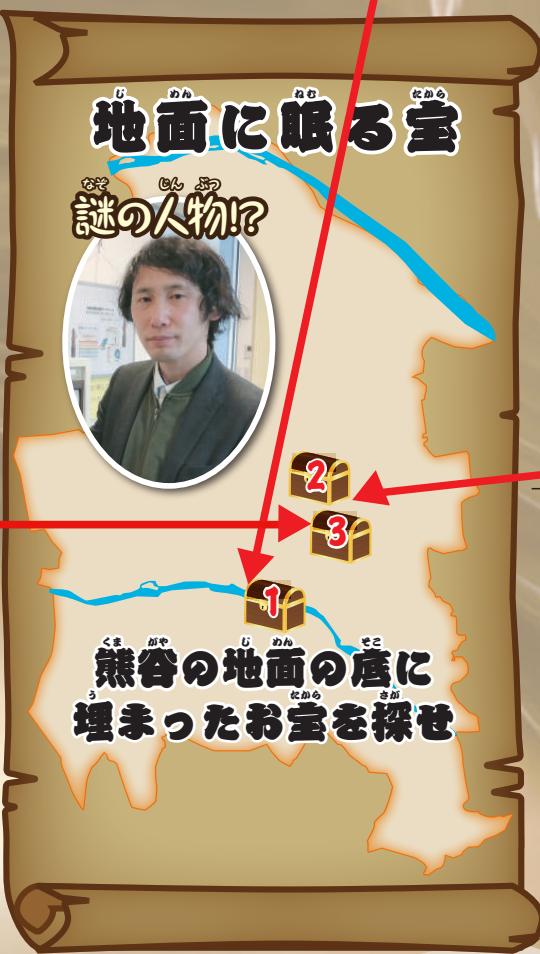 地面に眠る宝
謎の人物!?
2
3
1
熊谷の地面の底に
埋まったお宝を探せ